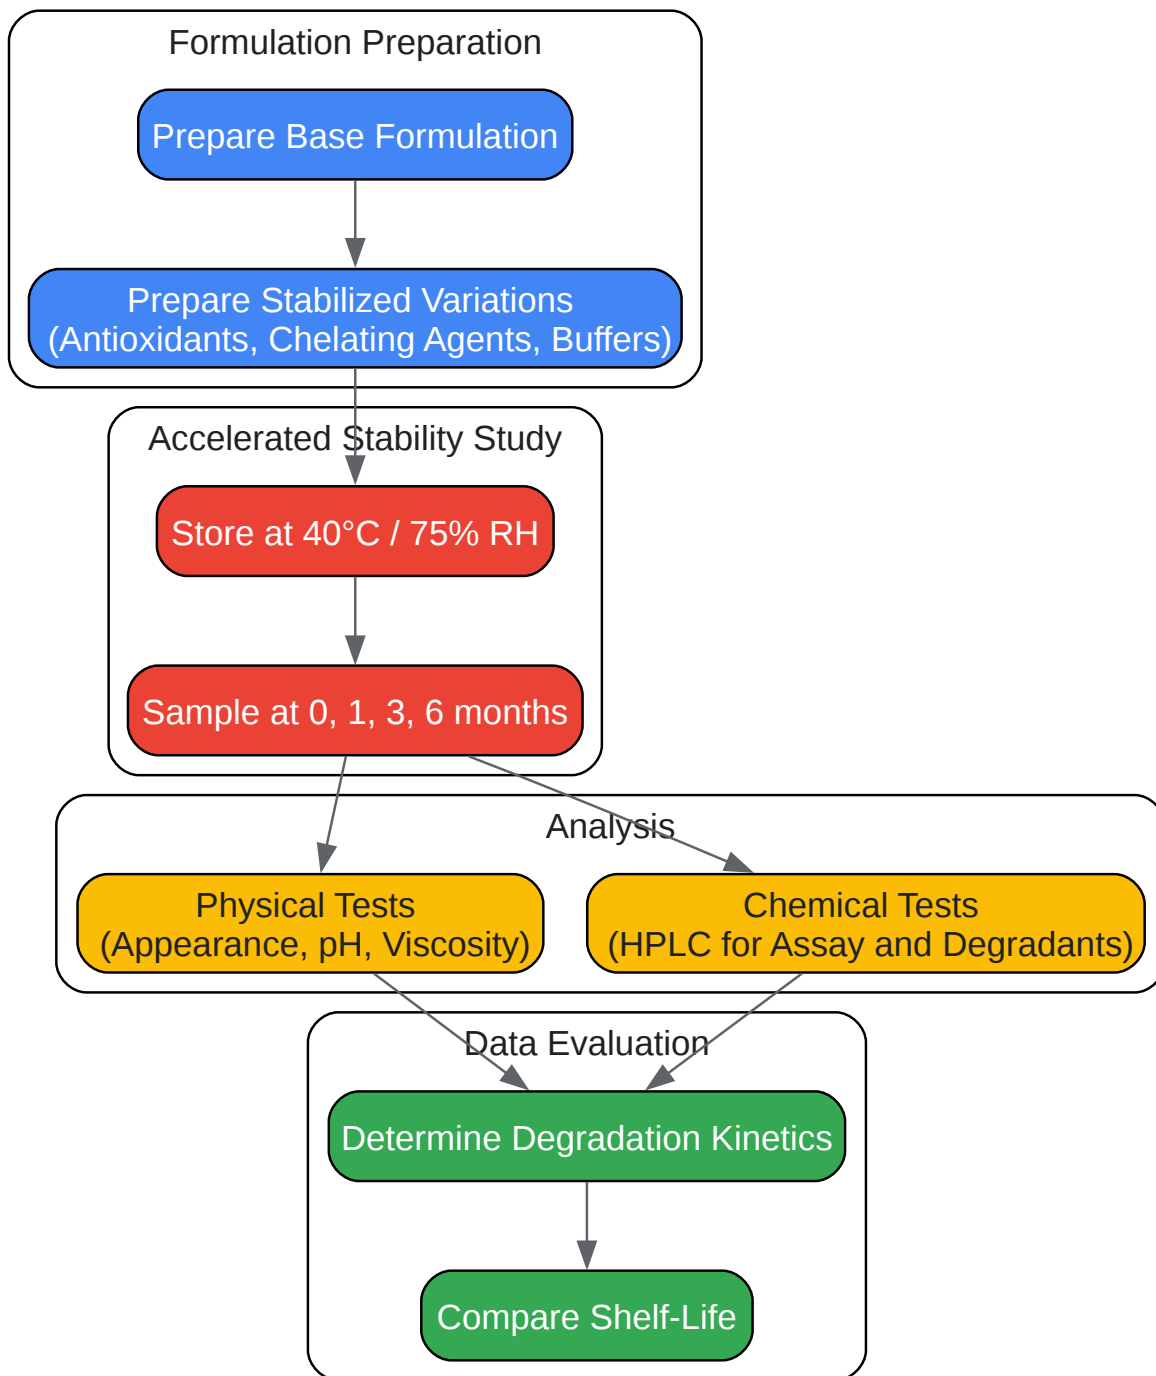 Formulation Preparation
Prepare Base Formulation
Prepare Stabilized Variations
(Antioxidants, Chelating Agents, Buffers)
Accelerated Stability Study
Store at 40°C / 75% RH
Sample at 0, 1, 3, 6 months
Analysis
Physical Tests
(Appearance, pH, Viscosity)
Chemical Tests
(HPLC for Assay and Degradants)
Data Evaluation
Determine Degradation Kinetics
Compare Shelf-Life